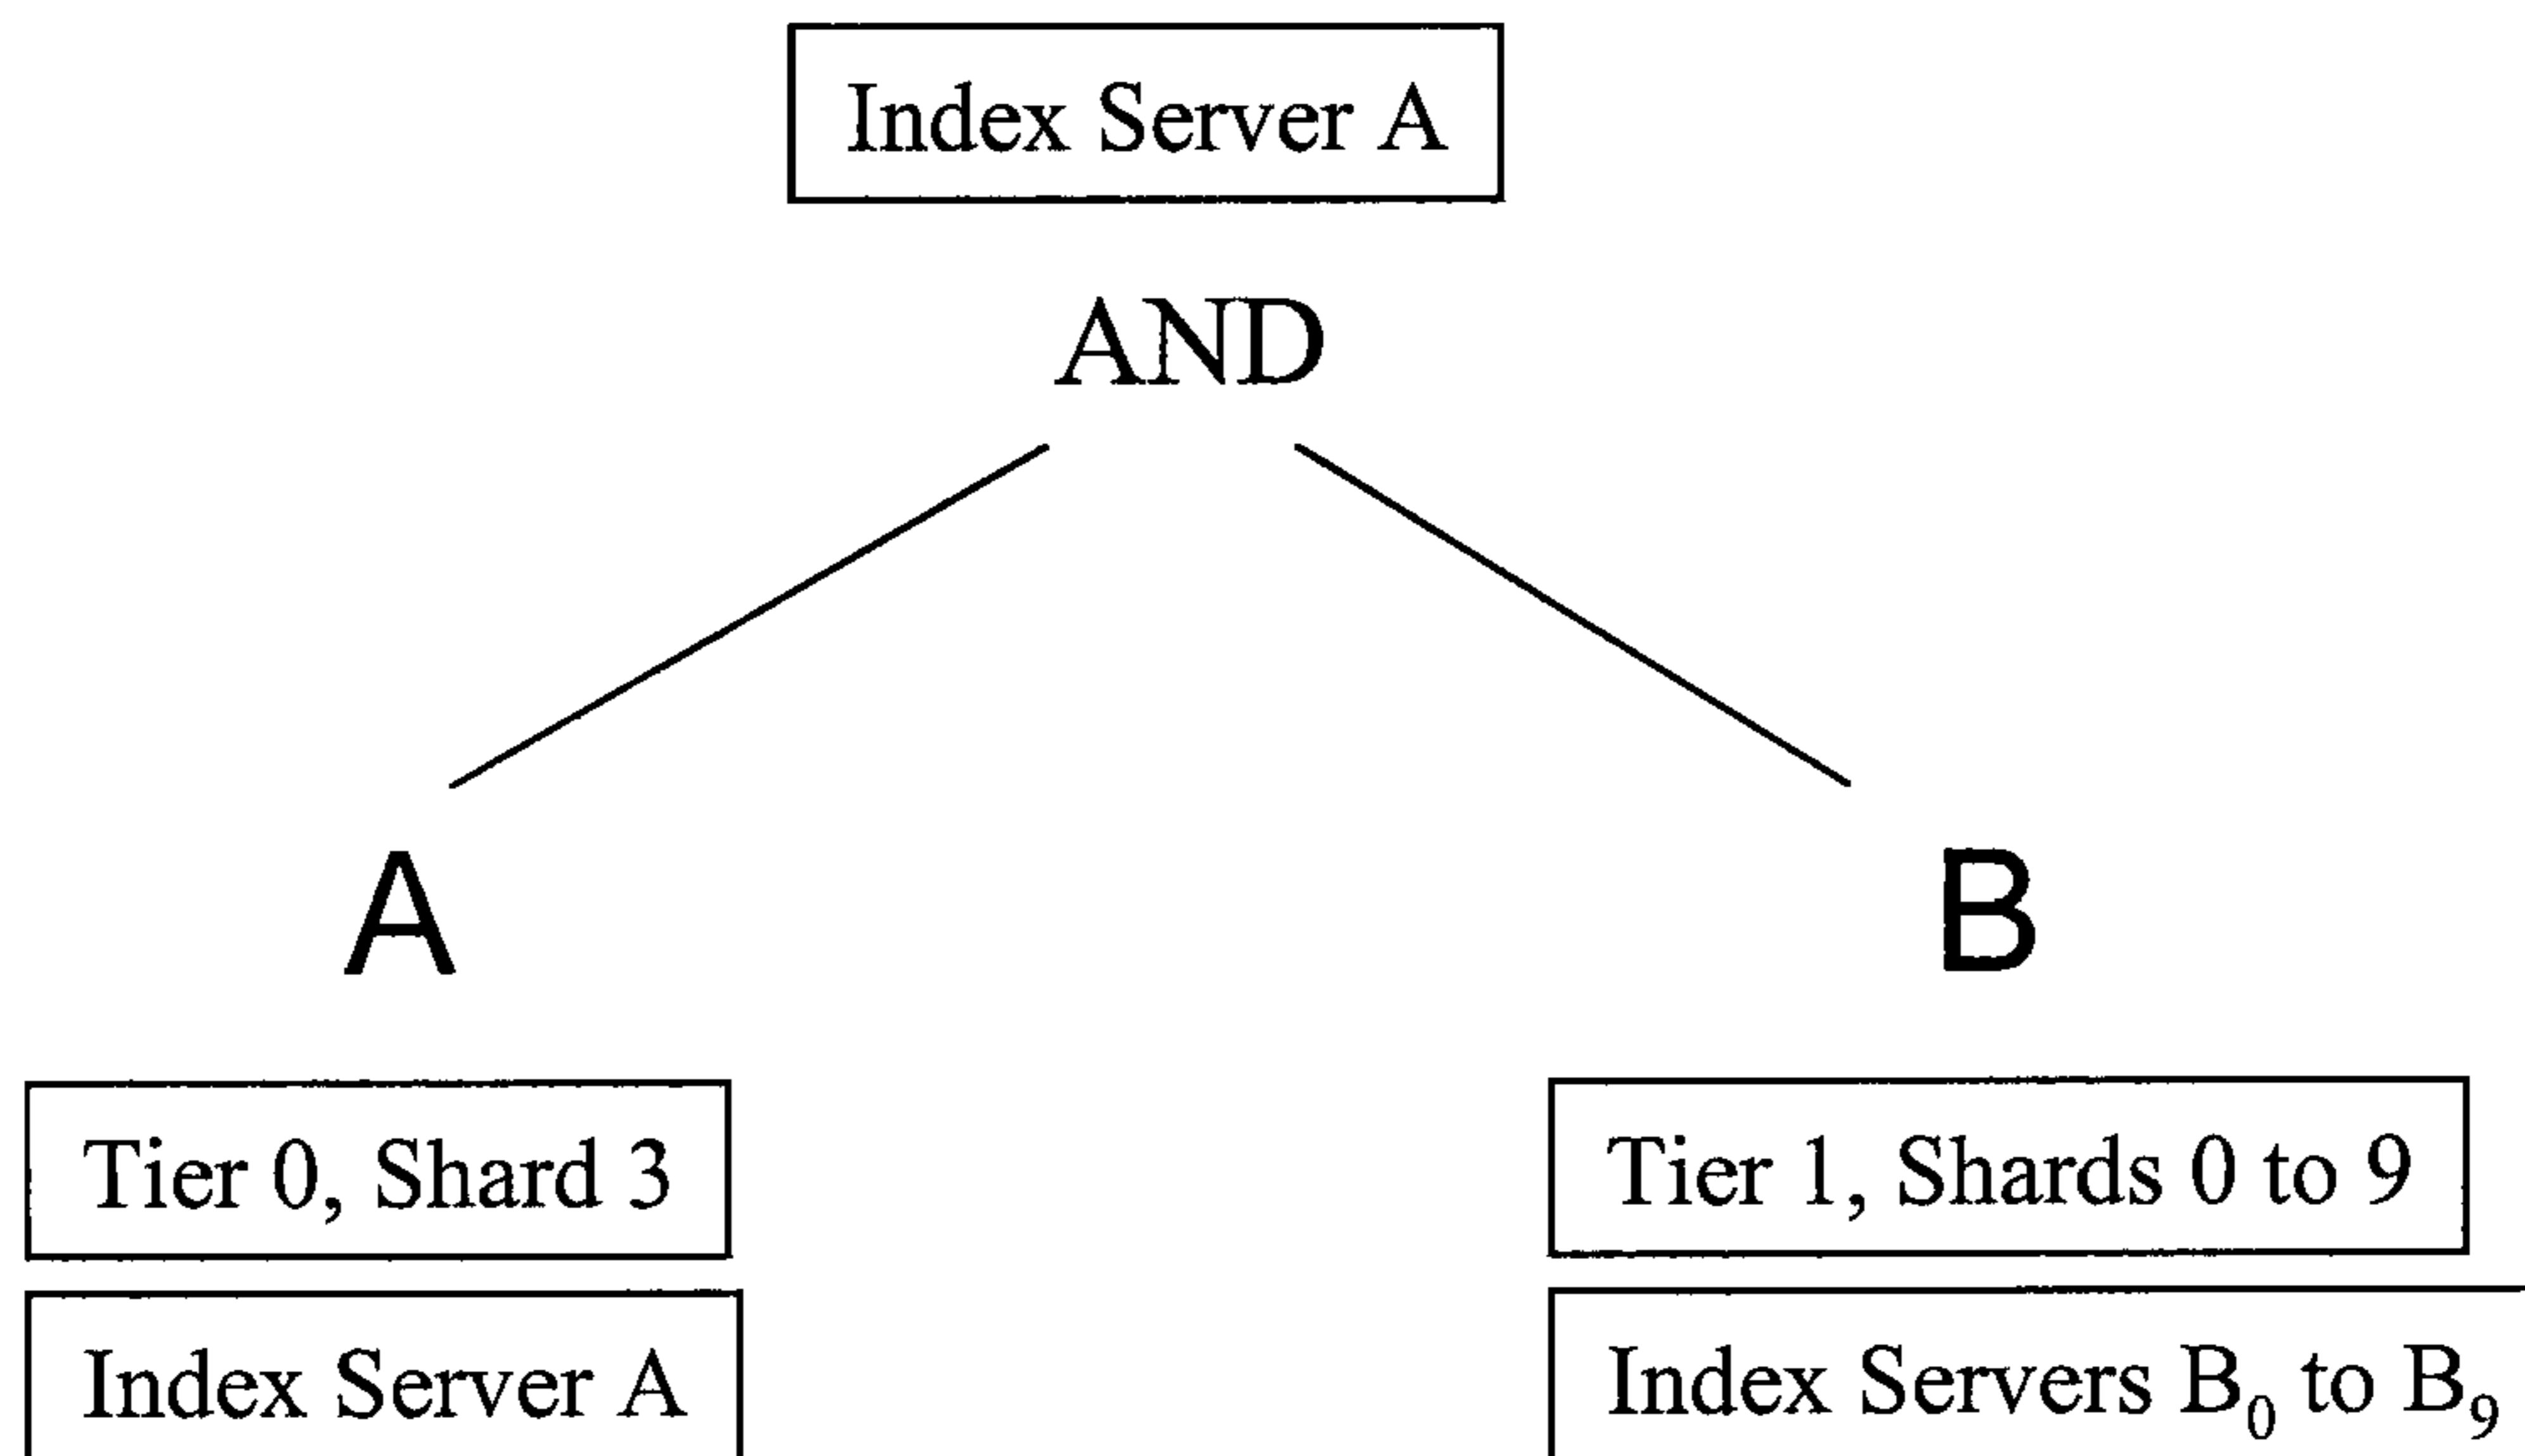 Index Server A
AND
A B
Tier 0, Shard 3 Tier 1, Shards 0 to 9
Index Server A Index Servers B₀ to B₉